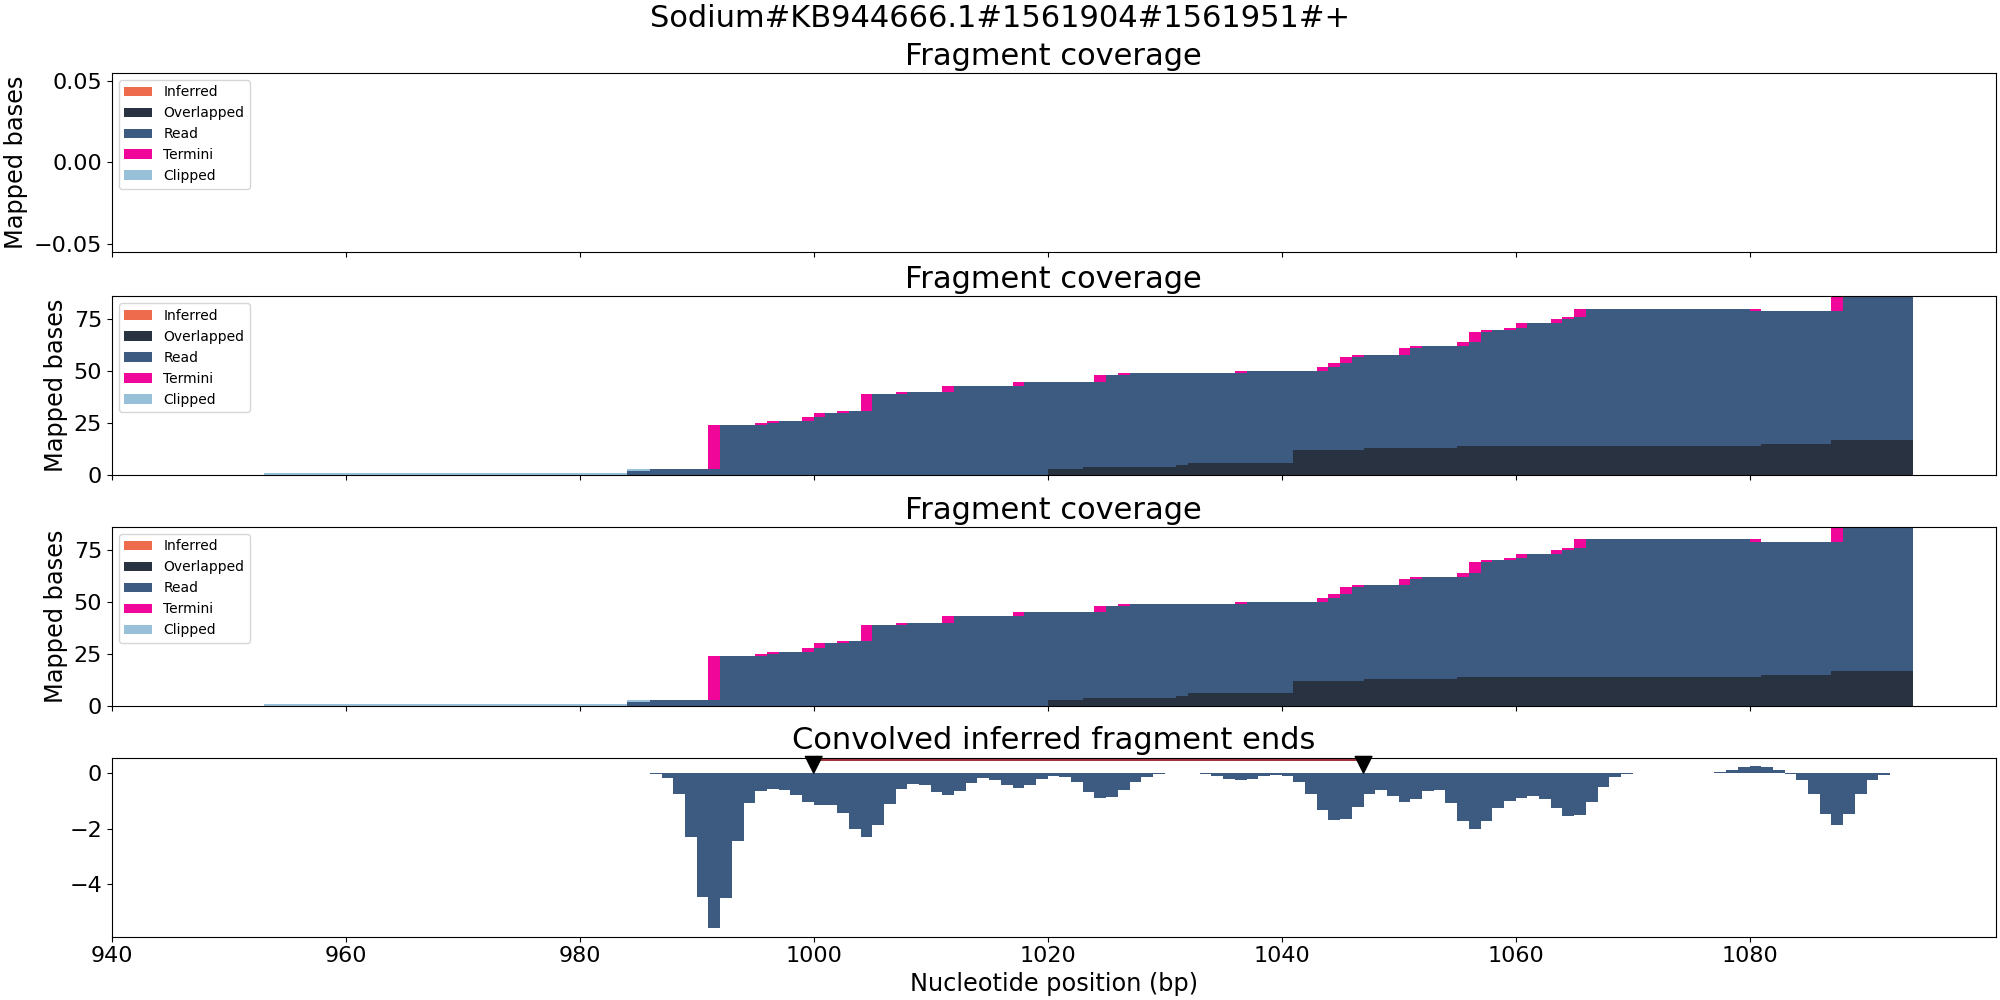 Sodium#KB944666.1#1561904#1561951#+
Fragment coverage
Mapped bases
0.05
0.00
−0.05
Inferred
Overlapped
Read
Termini
Clipped
Fragment coverage
Mapped bases
75
50
25
0
Inferred
Overlapped
Read
Termini
Clipped
Fragment coverage
Mapped bases
75
50
25
0
Inferred
Overlapped
Read
Termini
Clipped
Convolved inferred fragment ends
0
−2
−4
940 960 980 1000 1020 1040 1060 1080
Nucleotide position (bp)